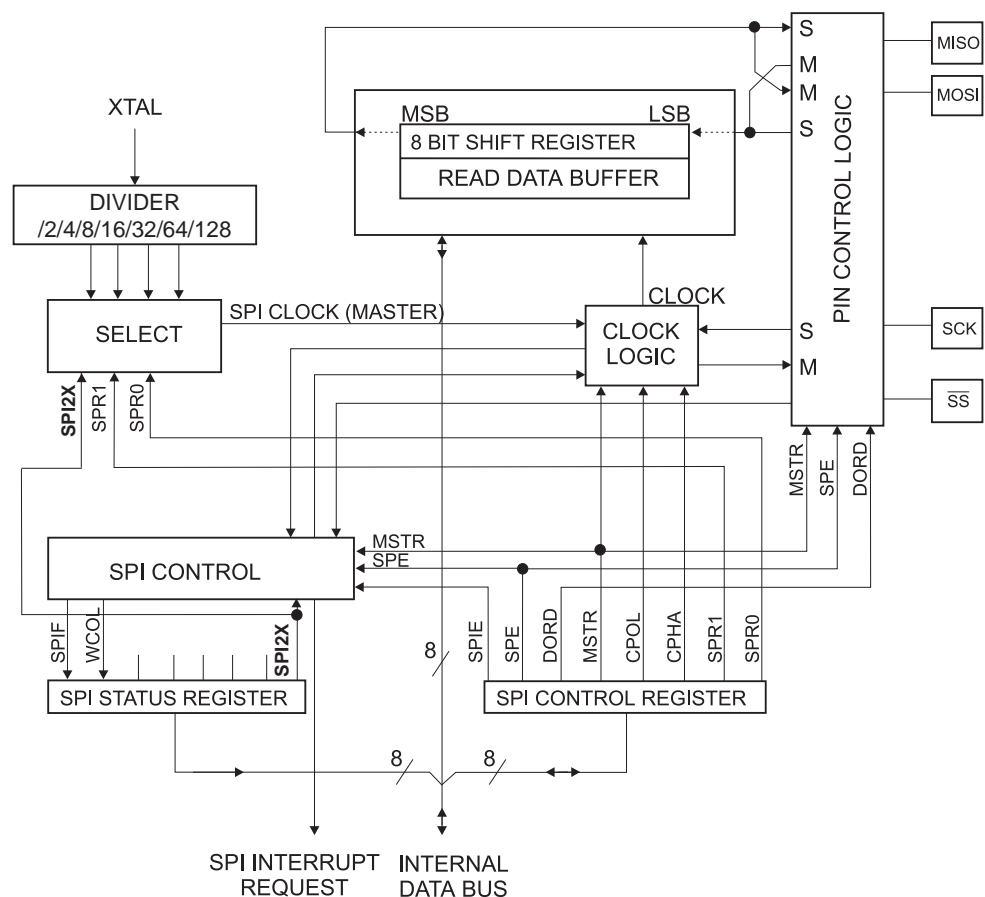 S
MISO
M
MOSI
M
S
PIN CONTROL LOGIC
XTAL
MSB
LSB
8 BIT SHIFT REGISTER
READ DATA BUFFER
DIVIDER
/2/4/8/16/32/64/128
SPI CLOCK (MASTER)
CLOCK
SELECT
CLOCK
LOGIC
S
SCK
M
SS
SPI2X
SPR1
SPR0
MSTR
SPE
DORD
MSTR
SPE
SPI CONTROL
SPIF
WCOL
SPI2X
8
SPIE
SPE
DORD
MSTR
CPOL
CPHA
SPR1
SPR0
SPI STATUS REGISTER
SPI CONTROL REGISTER
8
8
SPI INTERRUPT
REQUEST
INTERNAL
DATA BUS